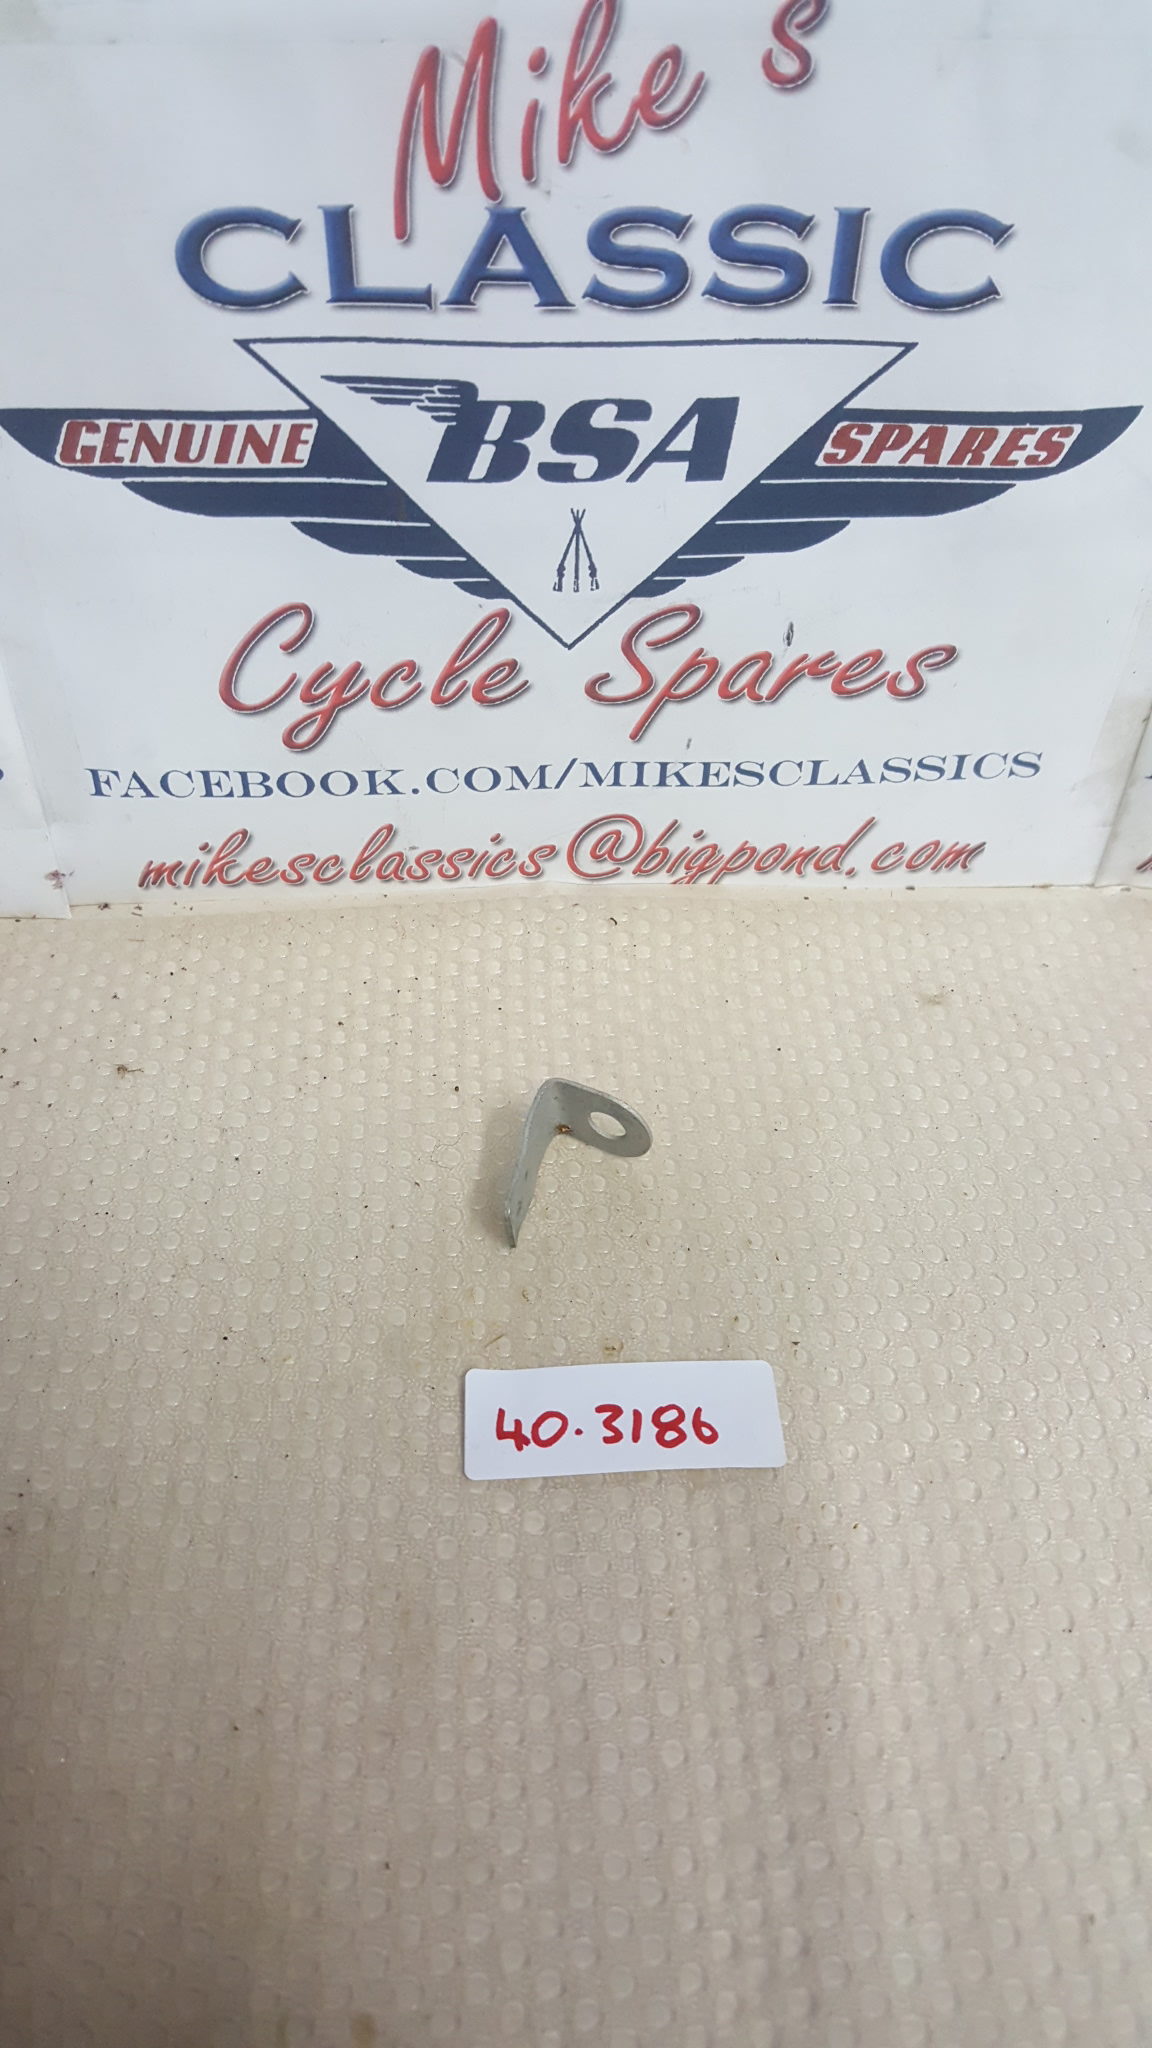 Mike's
CLASSIC
GENUINE BSA SPARES
Cycle Spares
FACEBOOK.COM/MIKESCLASSICS
mikesclassics@bigpond.com
40.3186